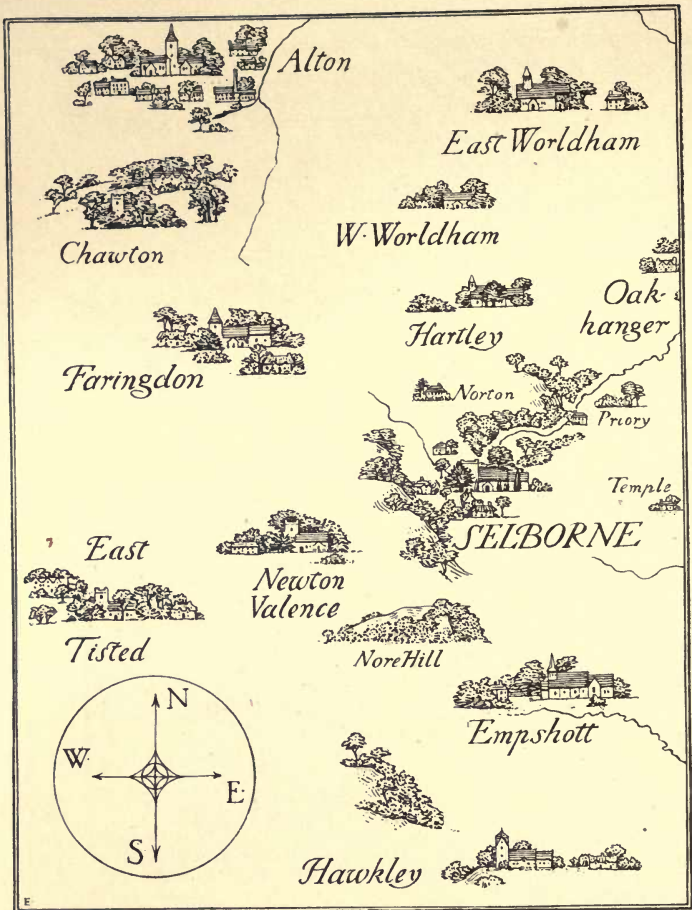 Alton
East Worldham
Chawton
W. Worldham
Oak-
hanger
Hartley
Faringdon
Norton
Priory
Temple
SELBORNE
East
Tisted
Newton
Valence
Nore Hill
Empshott
N
W.
E.
S
Hawkley
E